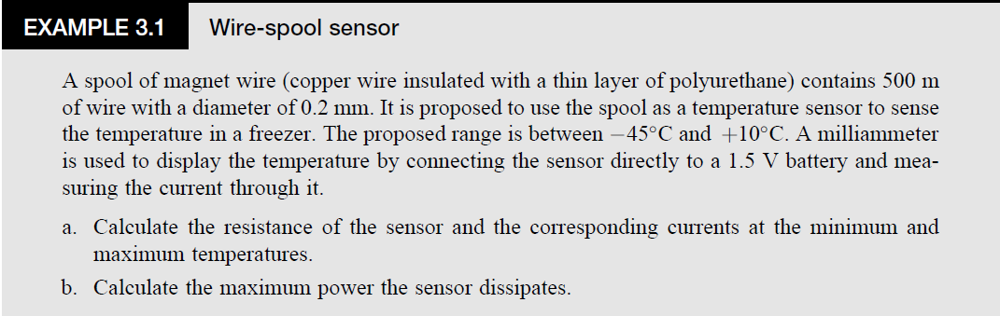 EXAMPLE 3.1 Wire-spool sensor
A spool of magnet wire (copper wire insulated with a thin layer of polyurethane) contains 500 m
of wire with a diameter of 0.2 mm. It is proposed to use the spool as a temperature sensor to sense
the temperature in a freezer. The proposed range is between −45°C and +10°C. A milliammeter
is used to display the temperature by connecting the sensor directly to a 1.5 V battery and mea-
suring the current through it.
a. Calculate the resistance of the sensor and the corresponding currents at the minimum and
maximum temperatures.
b. Calculate the maximum power the sensor dissipates.